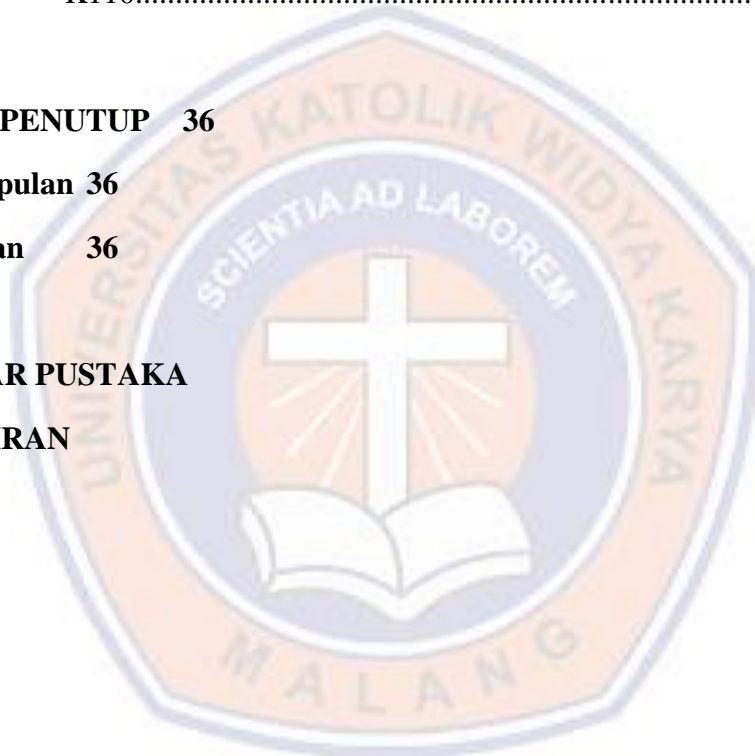 PENUTUP 36
pulan 36
an 36
AR PUSTAKA
RAN
UNIVERSITAS KATOLIK WIDYA KARYA
SCIENTIA AD LABOREM
MALANG